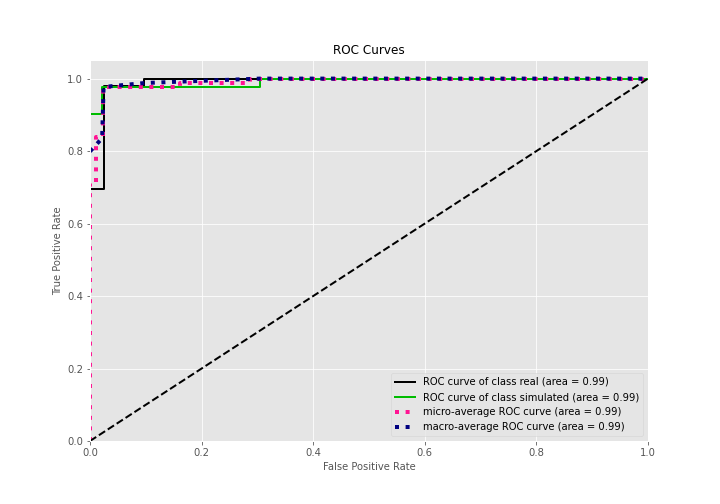 ROC Curves
1.0
0.8
0.6
0.4
0.2
0.0
True Positive Rate
0.0 0.2 0.4 0.6 0.8 1.0
False Positive Rate
ROC curve of class real (area = 0.99)
ROC curve of class simulated (area = 0.99)
micro-average ROC curve (area = 0.99)
macro-average ROC curve (area = 0.99)